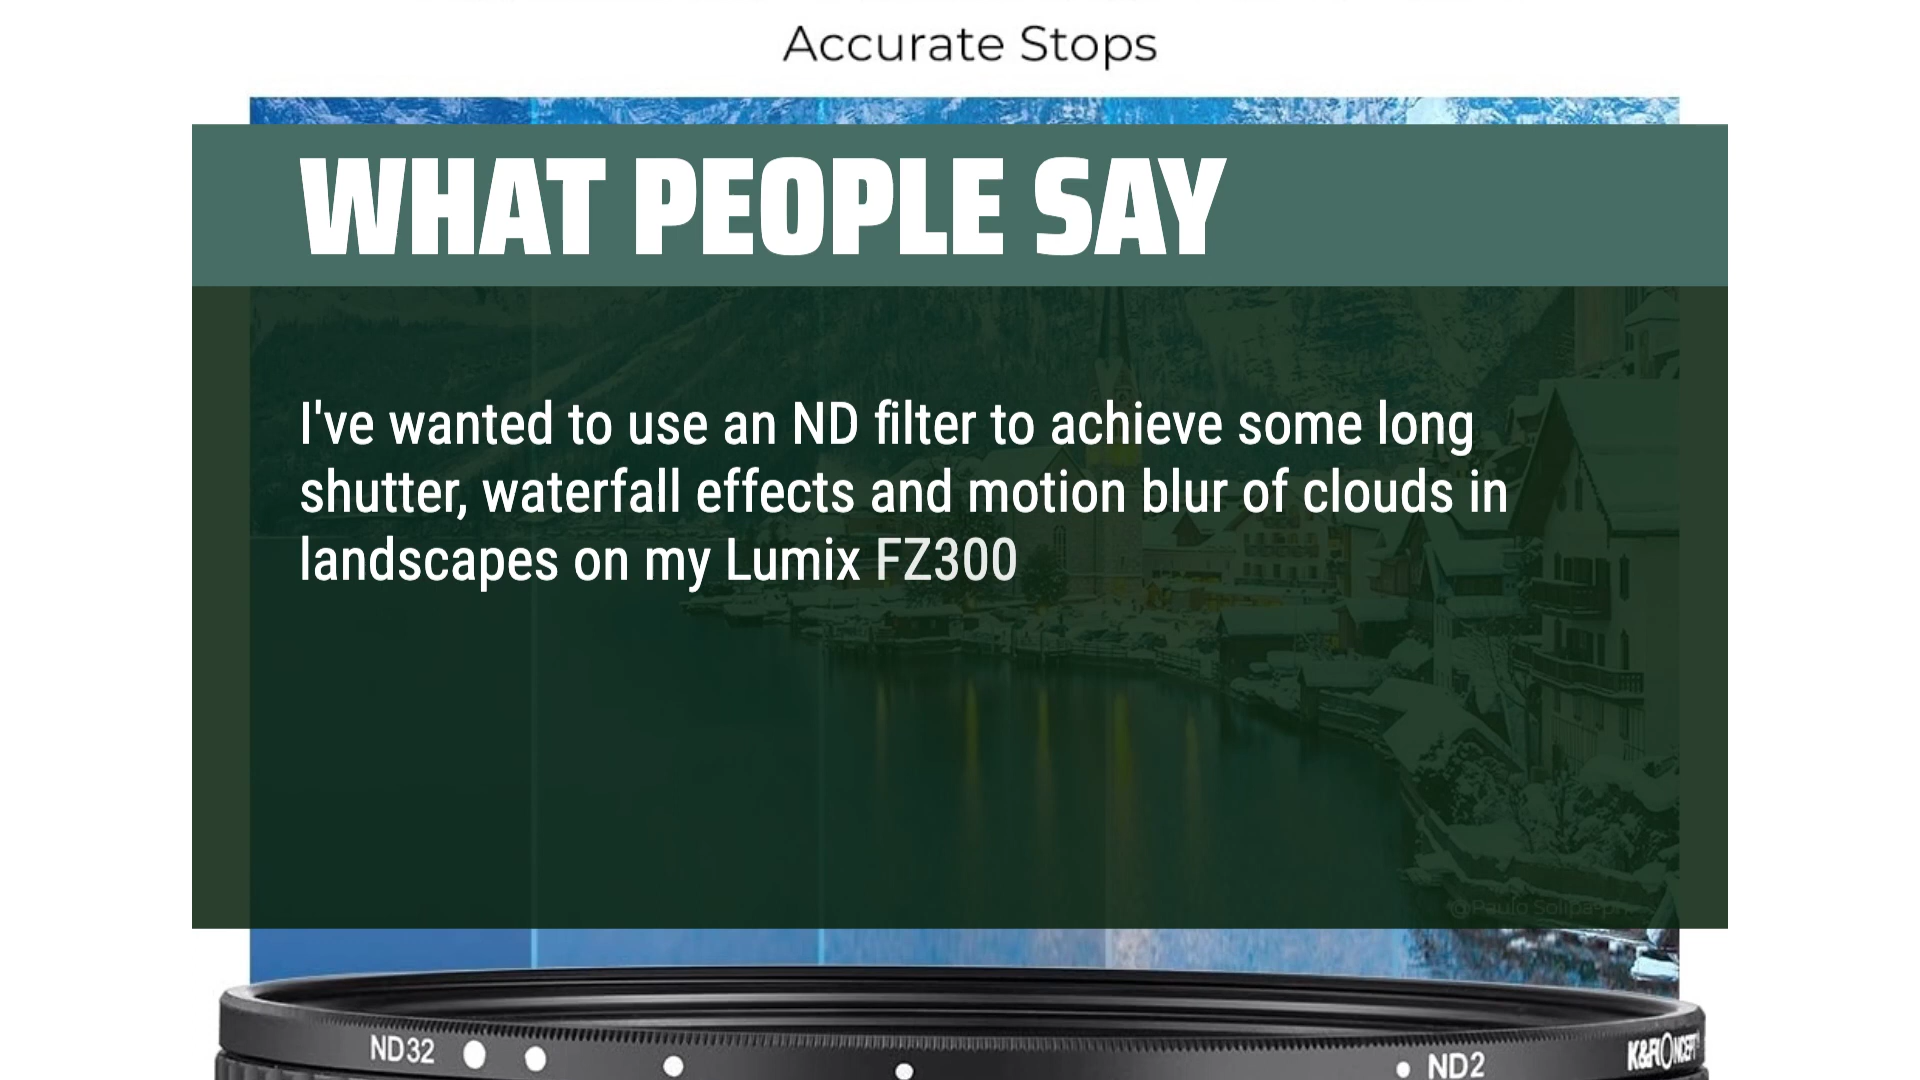 Accurate Stops
WHAT PEOPLE SAY
I've wanted to use an ND filter to achieve some long
shutter, waterfall effects and motion blur of clouds in
landscapes on my Lumix FZ300
ND32
ND2
K&F CONCEPT